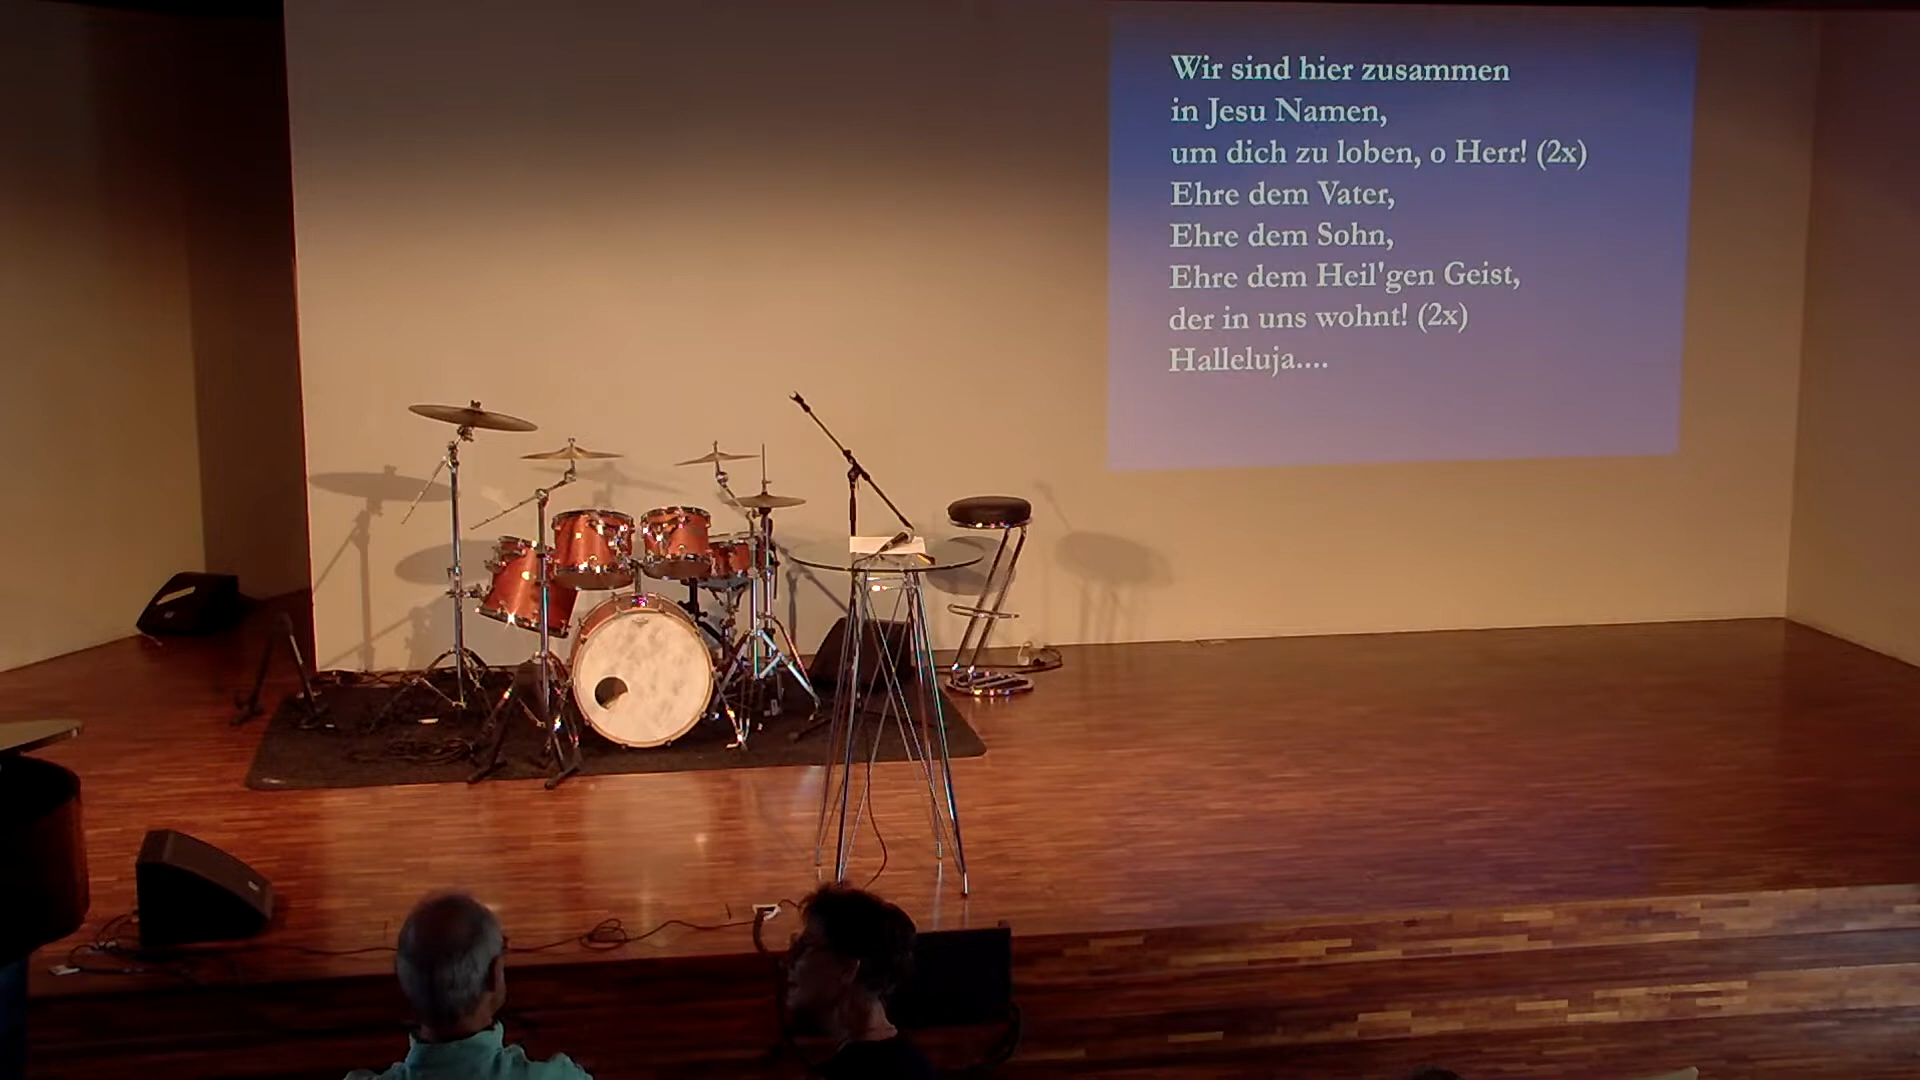 Wir sind hier zusammen
in Jesu Namen,
um dich zu loben, o Herr! (2x)
Ehre dem Vater,
Ehre dem Sohn,
Ehre dem Heil'gen Geist,
der in uns wohnt! (2x)
Halleluja....